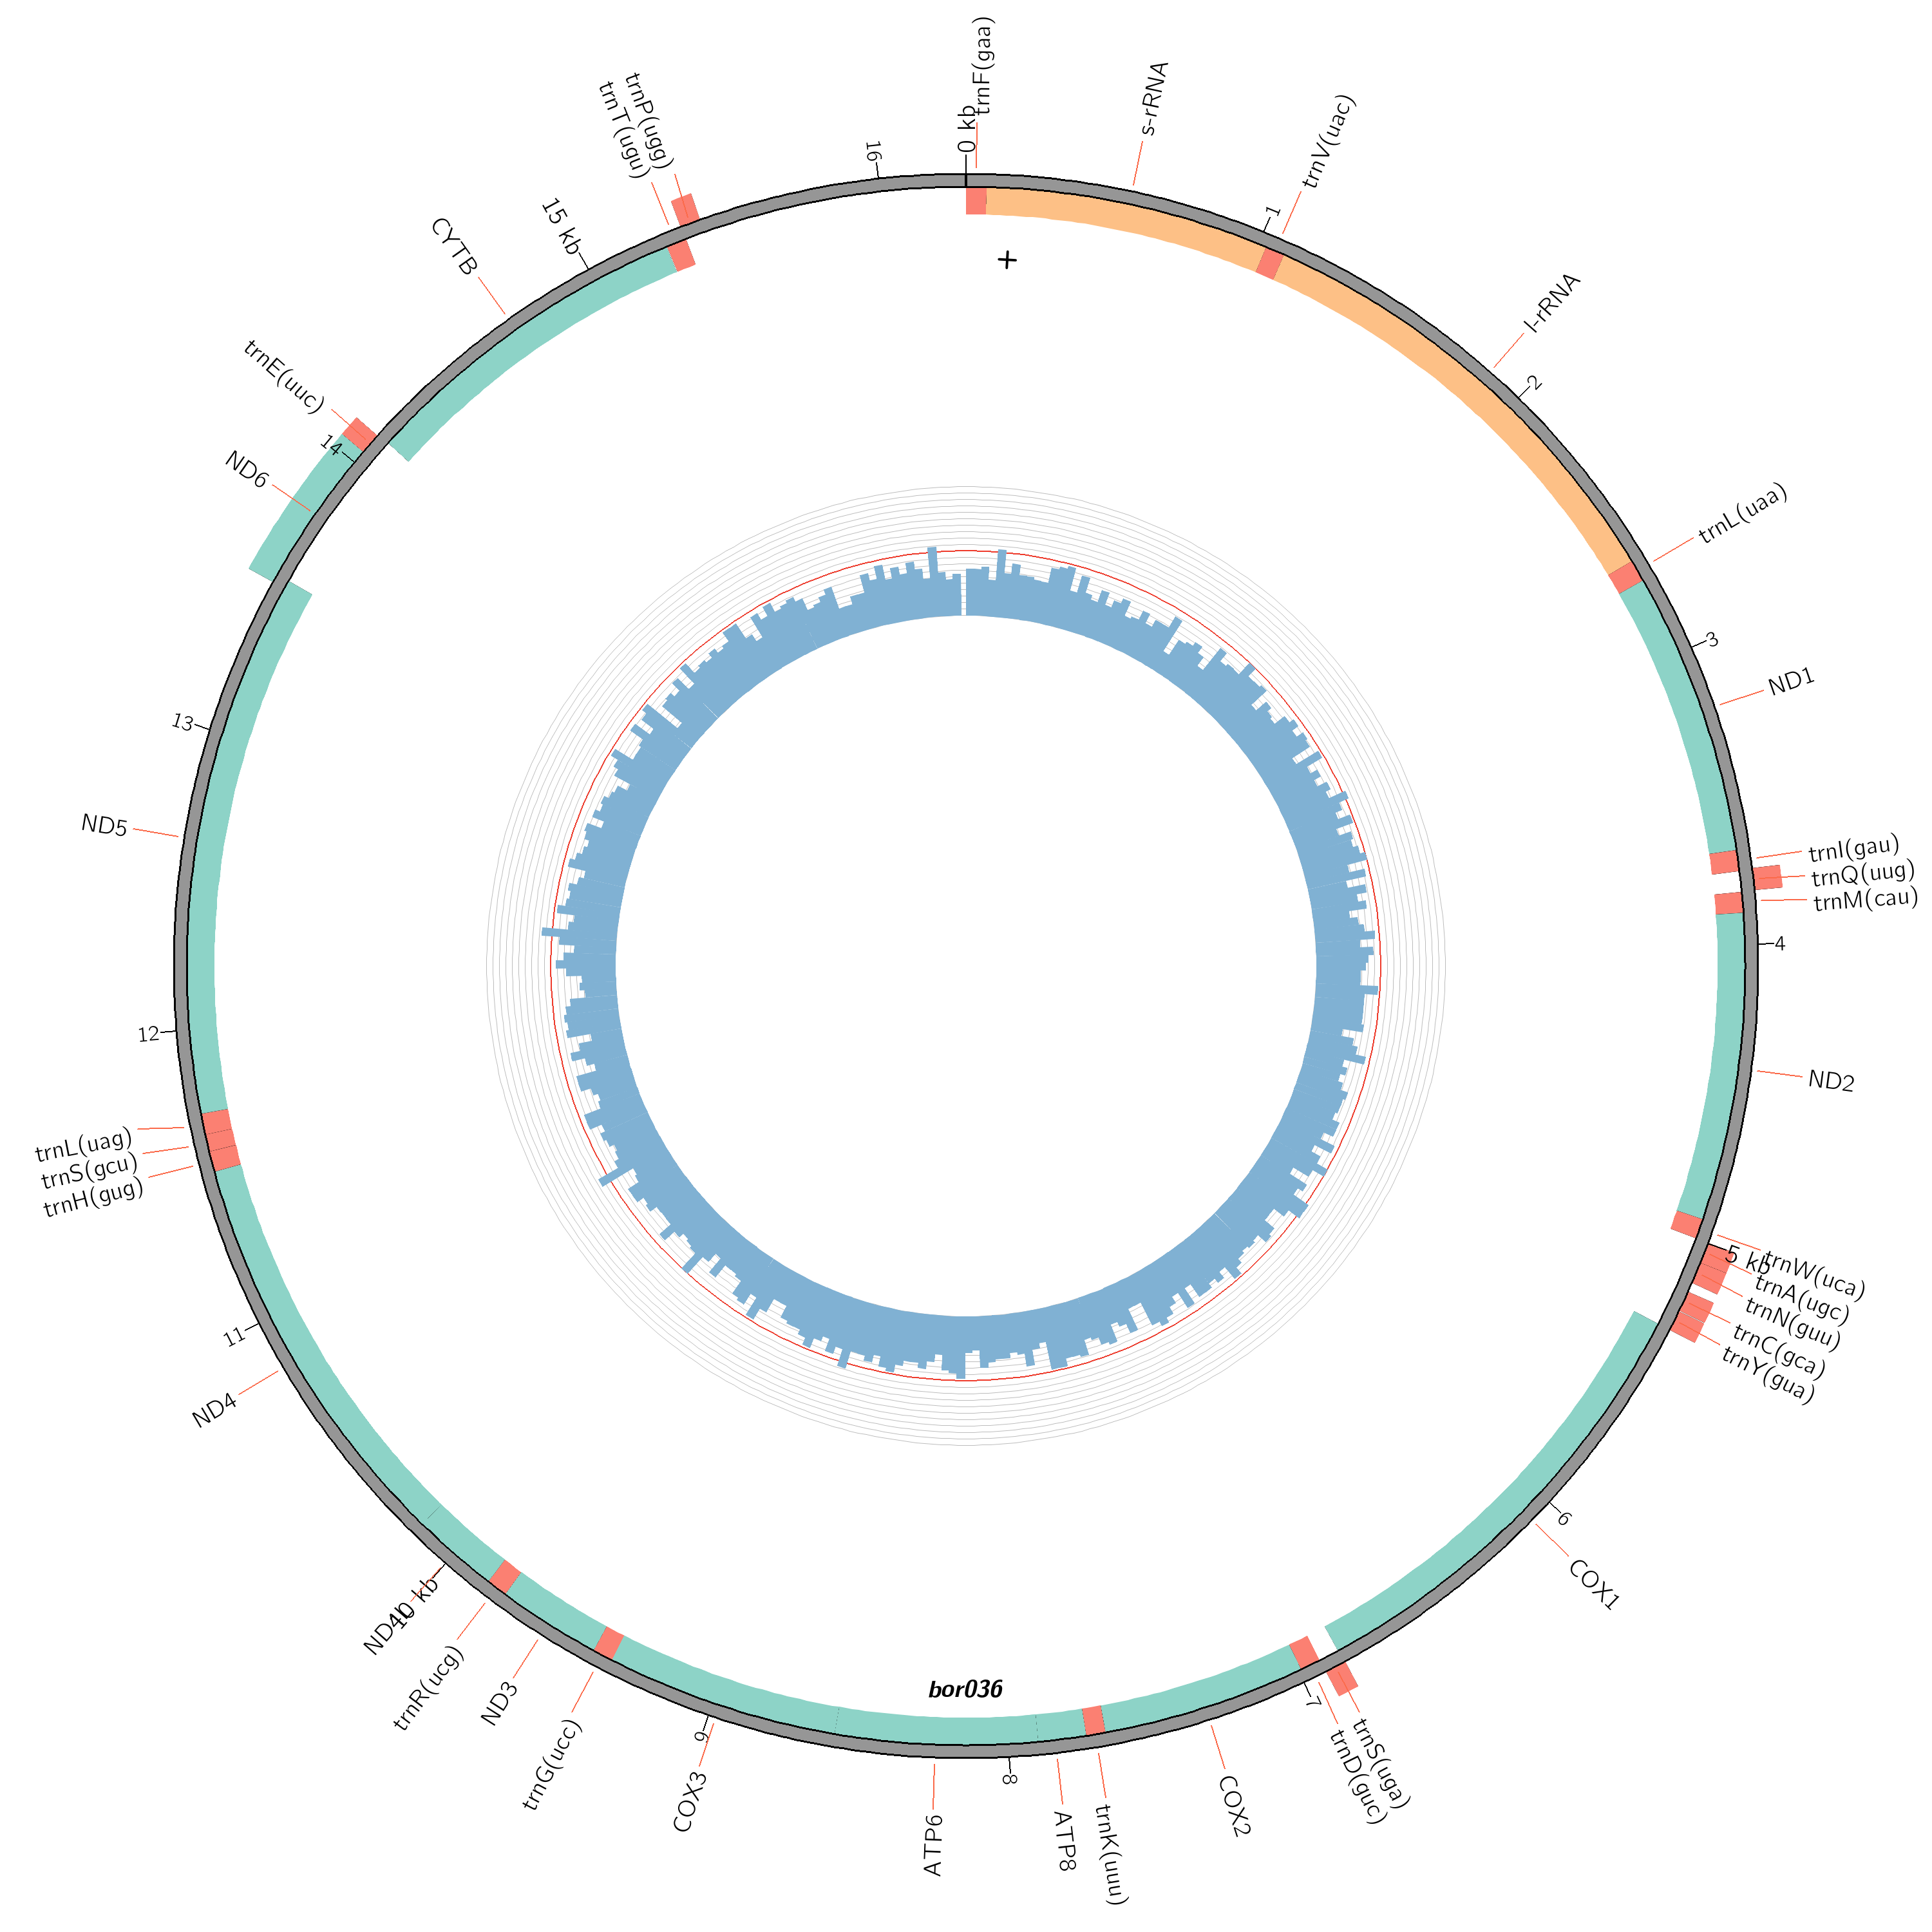 0 kb
trnF(gaa)
s-rRNA
1
trnV(uac)
l-rRNA
2
trnL(uaa)
3
ND1
trnI(gau)
trnQ(uug)
trnM(cau)
4
ND2
trnW(uca)
5 kb
trnA(ugc)
trnN(guu)
trnC(gca)
trnY(gua)
6
COX1
trnS(uga)
trnD(guc)
7
COX2
trnK(uuu)
ATP8
8
ATP6
COX3
9
trnG(ucc)
ND3
trnR(ucg)
ND4L
10 kb
ND4
11
trnH(gug)
trnS(gcu)
trnL(uag)
12
ND5
13
ND6
14
trnE(uuc)
CYTB
15 kb
trnT(ugu)
trnP(ugg)
16
+
bor036